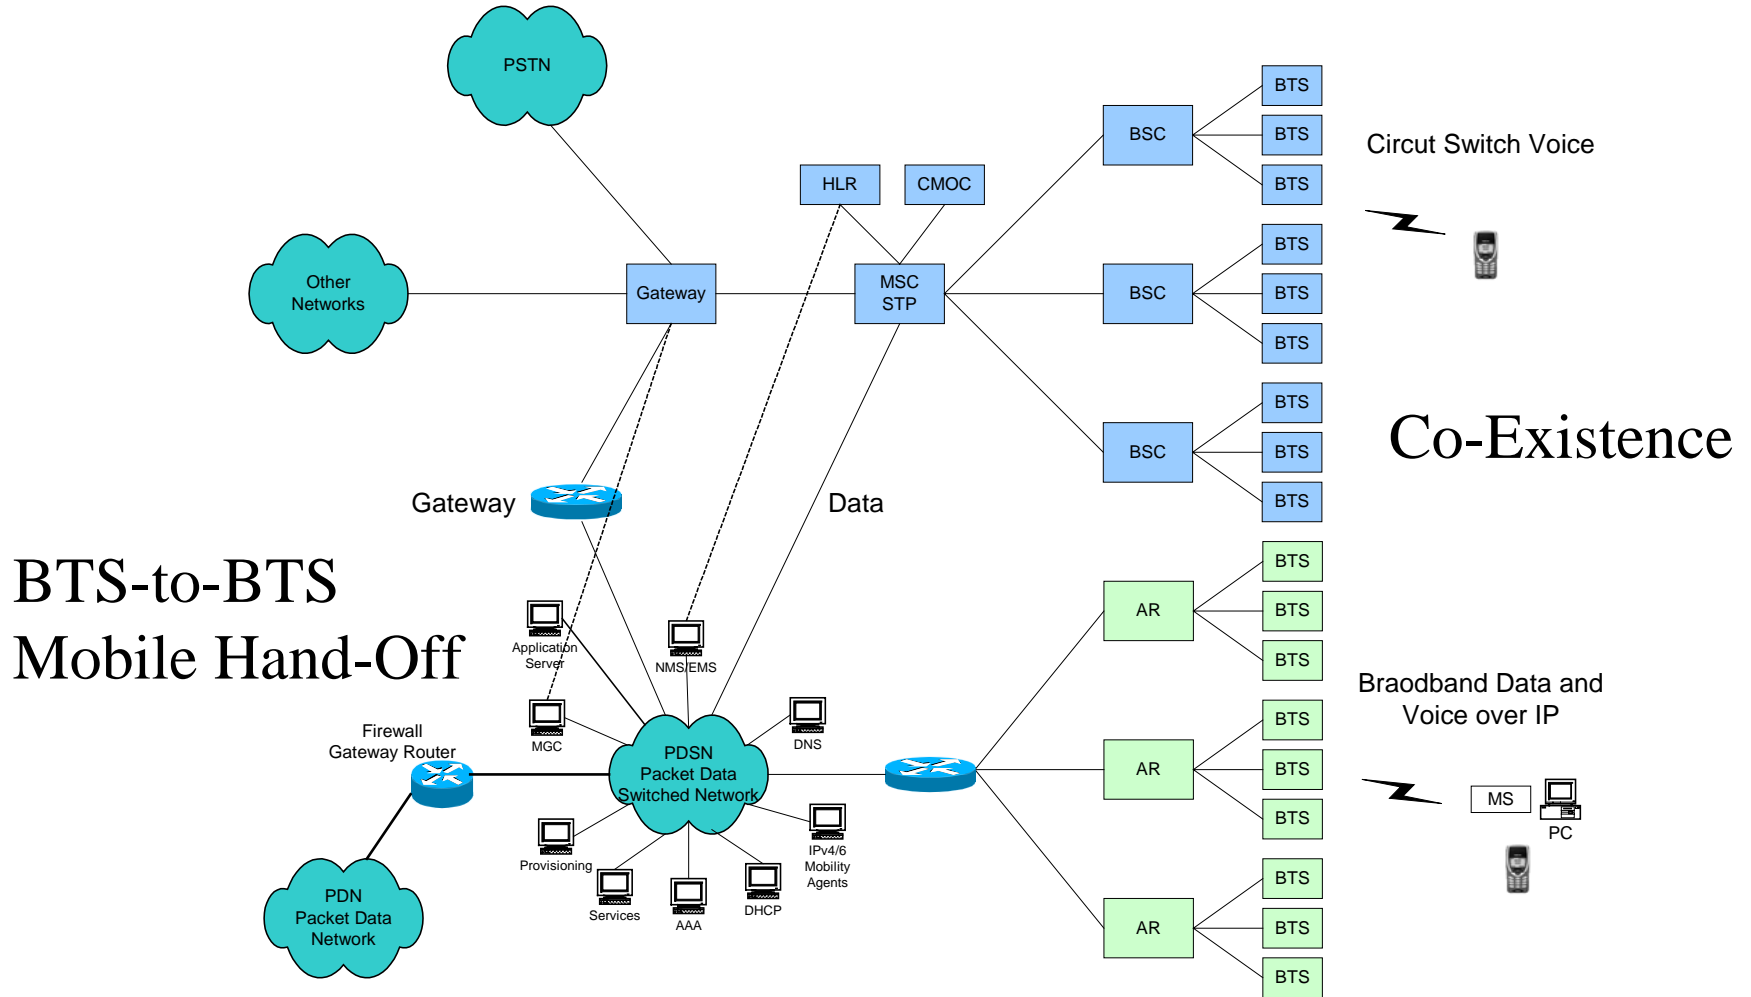 PSTN
BTS
BSC
BTS
Circut Switch Voice
BTS
HLR
CMOC
BTS
Other
Networks
Gateway
MSC
STP
BSC
BTS
BTS
BTS
Co-Existence
BSC
BTS
BTS
Gateway
Data
BTS-to-BTS
Mobile Hand-Off
BTS
AR
BTS
BTS
Application
Server
NMS/EMS
MGC
DNS
Braodband Data and
Voice over IP
Firewall
Gateway Router
PDSN
Packet Data
Switched Network
BTS
AR
BTS
BTS
MS
PC
Provisioning
IPv4/6
Mobility
Agents
Services
AAA
DHCP
PDN
Packet Data
Network
BTS
AR
BTS
BTS